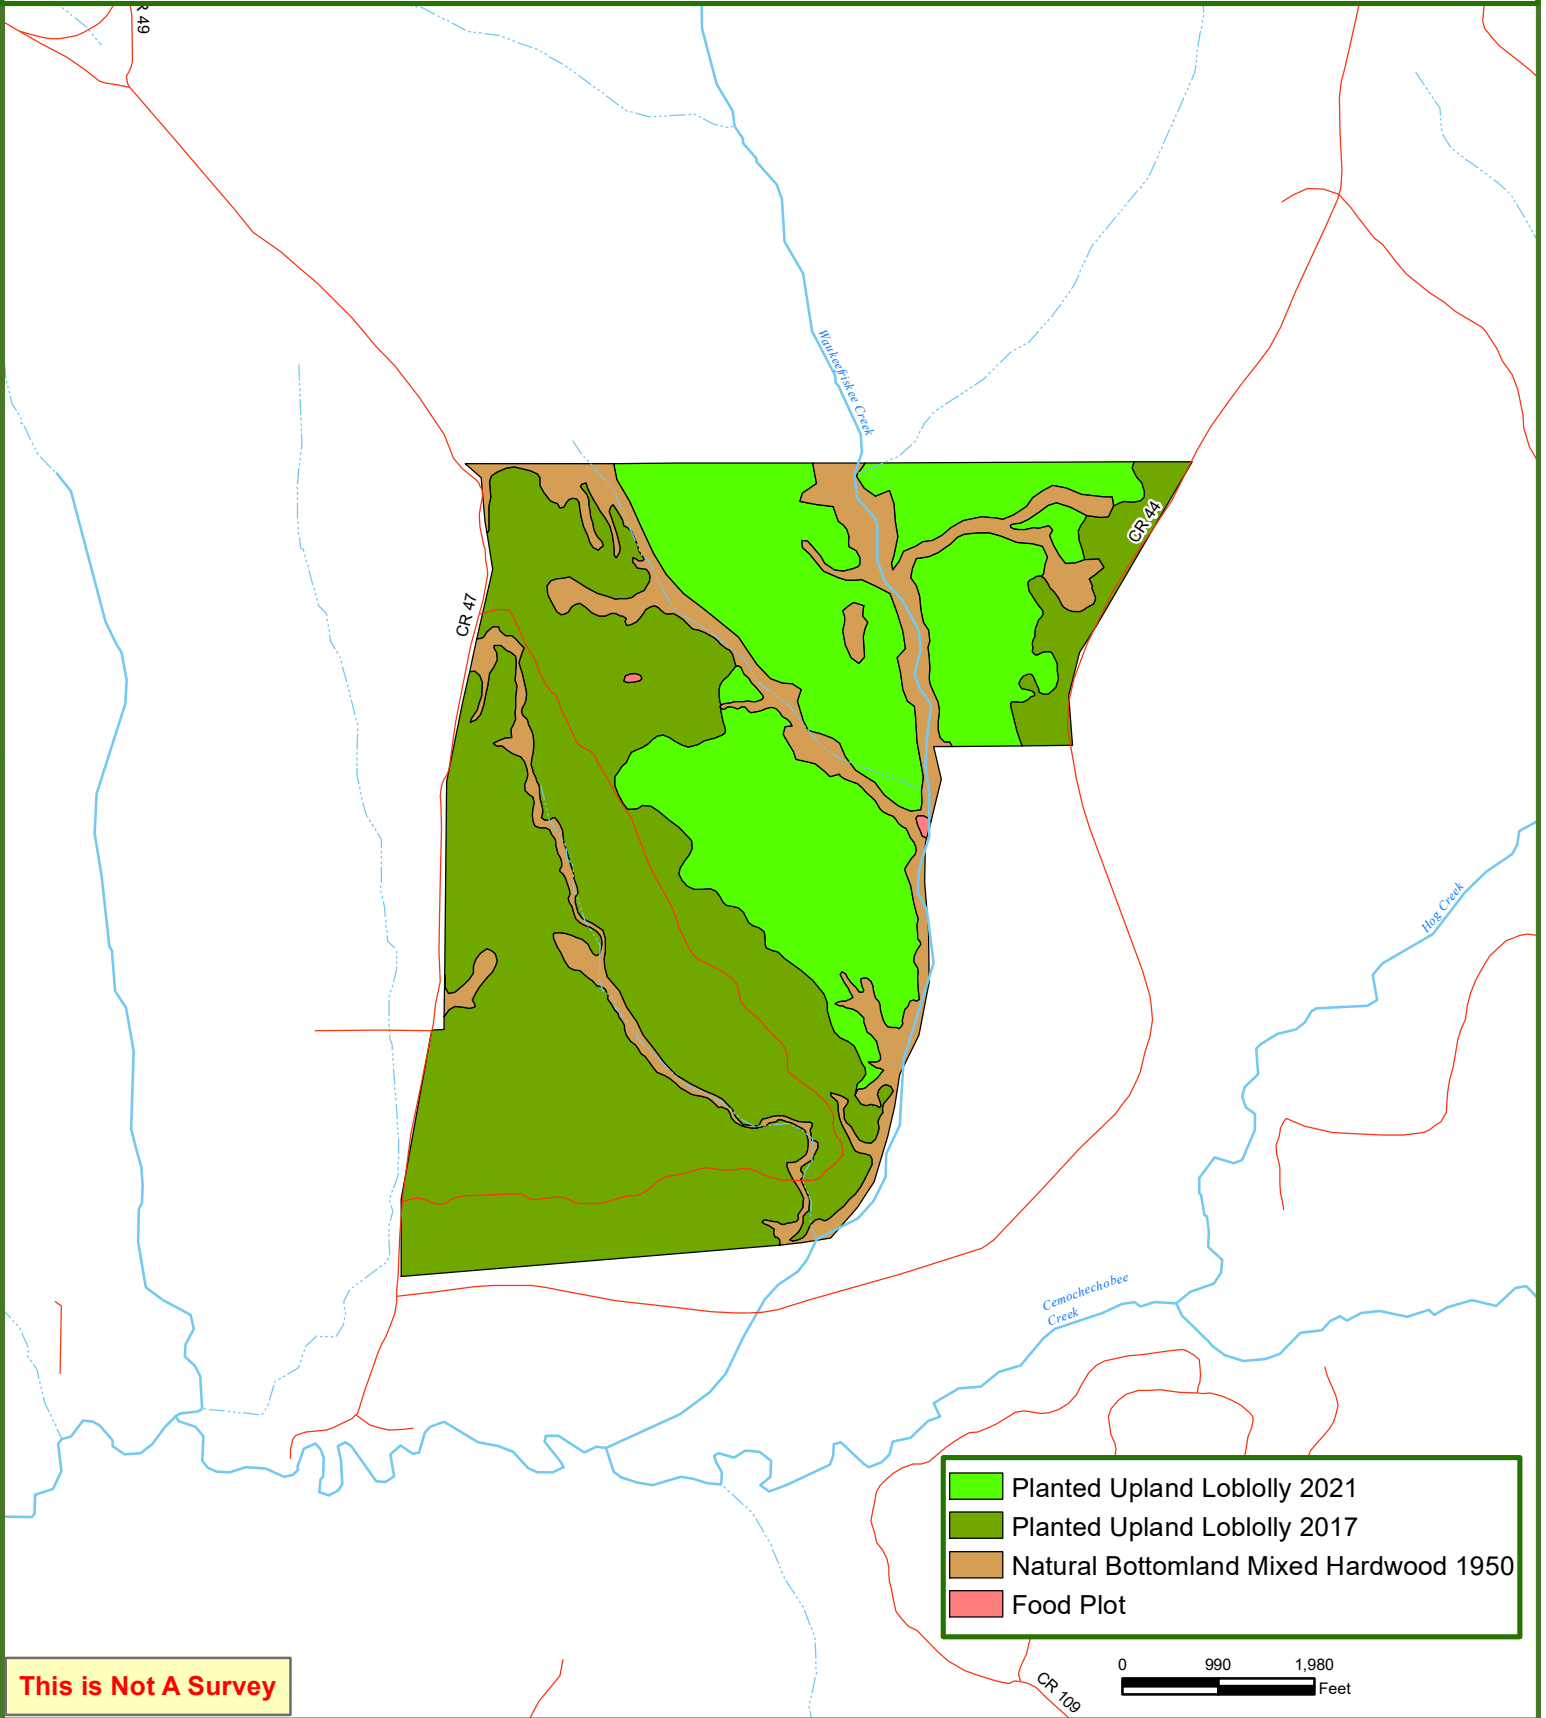 R 49
Waukeefriskee Creek
CR 44
CR 47
Hog Creek
Cemochechobee
Creek
Planted Upland Loblolly 2021
Planted Upland Loblolly 2017
Natural Bottomland Mixed Hardwood 1950
Food Plot
0 990 1,980
Feet
CR 109
This is Not A Survey